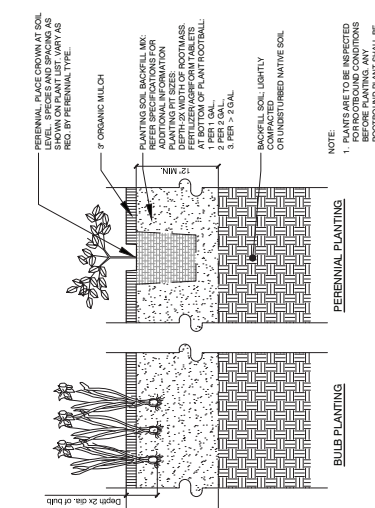 PERENNIAL. PLACE CROWN AT SOIL
LEVEL. SPECIES AND SPACING AS
SHOWN ON PLANT LIST, VARY AS
REQ. BY PERENNIAL TYPE.
3" ORGANIC MULCH
PLANTING SOIL BACKFILL MIX:
REFER SPECIFICATIONS FOR
ADDITIONAL INFORMATION
PLANTING PIT SIZES:
DEPTH-2X WIDTH OF ROOTMASS.
FERTILIZER/AGRIFORM TABLETS
AT BOTTOM OF PLANT ROOTBALL:
1 PER 1 GAL.,
2 PER 2 GAL.,
3. PER > 2 GAL.
12" MIN.
BACKFILL SOIL; LIGHTLY
COMPACTED
OR UNDISTURBED NATIVE SOIL
NOTE:
1. PLANTS ARE TO BE INSPECTED
FOR ROOTBOUND CONDITIONS
BEFORE PLANTING. ANY
ROOTBOUND PLANT SHALL BE
Depth 2x dia. of bulb
BULB PLANTING
PERENNIAL PLANTING